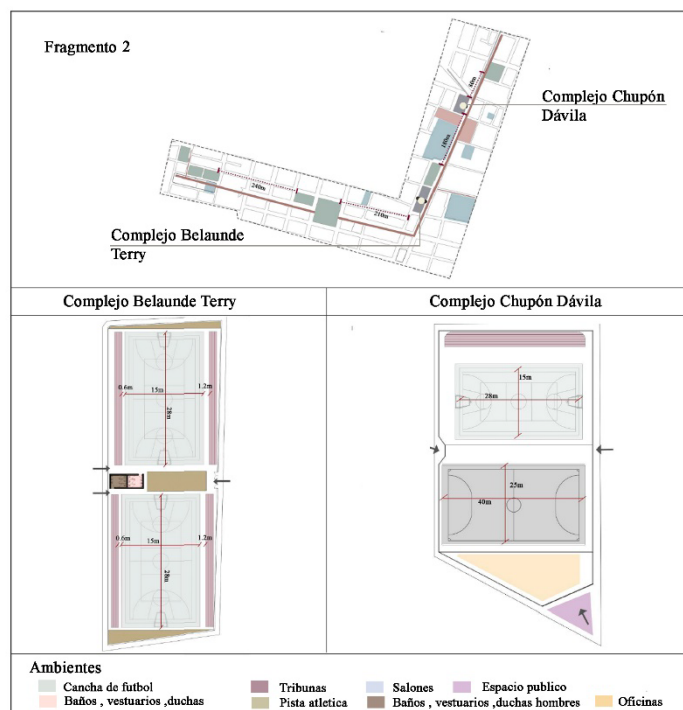 Fragmento 2
Complejo Chupón
Dávila
180m
240m
210m
Complejo Belaunde
Terry
Complejo Belaunde Terry
Complejo Chupón Dávila
0.6m
15m
1.2m
28m
0.6m
15m
1.2m
28m
15m
28m
25m
40m
Ambientes
Cancha de futbol
Tribunas
Salones
Espacio publico
Baños , vestuarios ,duchas
Pista atletica
Baños , vestuarios,duchas hombres
Oficinas